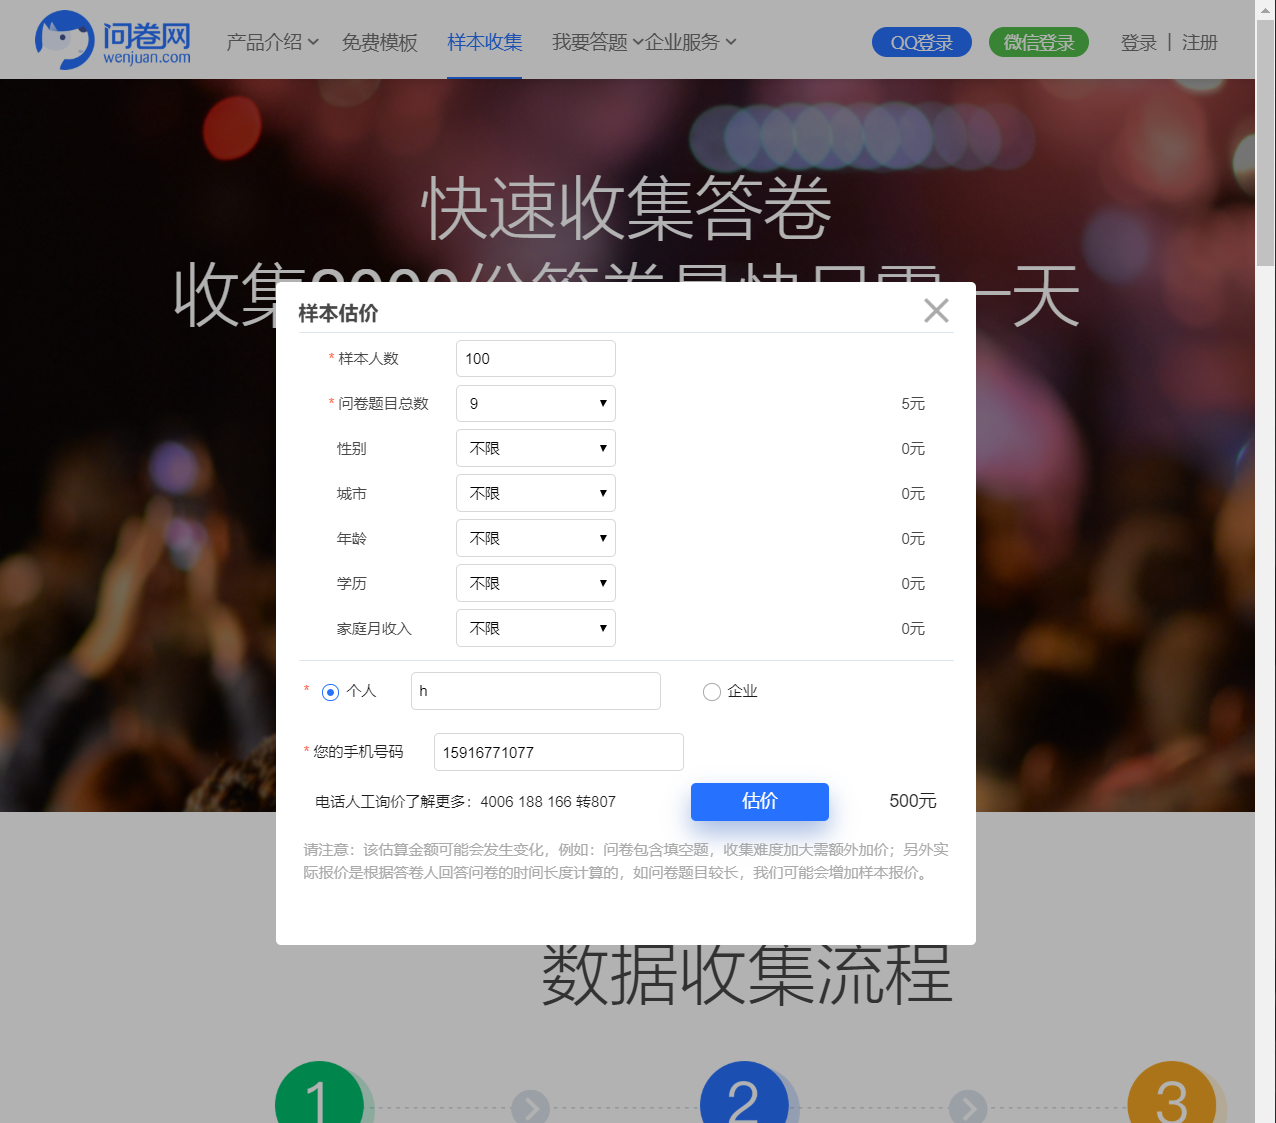 问卷网
wenjuan.com
产品介绍 免费模板 样本收集 我要答题 企业服务 QQ登录 微信登录 登录 | 注册
快速收集答卷
收集2000份答卷最快只需一天
样本估价
* 样本人数 100
* 问卷题目总数 9 5元
性别 不限 0元
城市 不限 0元
年龄 不限 0元
学历 不限 0元
家庭月收入 不限 0元
* 个人 h 企业
* 您的手机号码 15916771077
电话人工询价了解更多：4006 188 166 转807 估价 500元
请注意：该估算金额可能会发生变化，例如：问卷包含填空题，收集难度加大需额外加价；另外实
际报价是根据答卷人回答问卷的时间长度计算的，如问卷题目较长，我们可能会增加样本报价。
数据收集流程
1 2 3